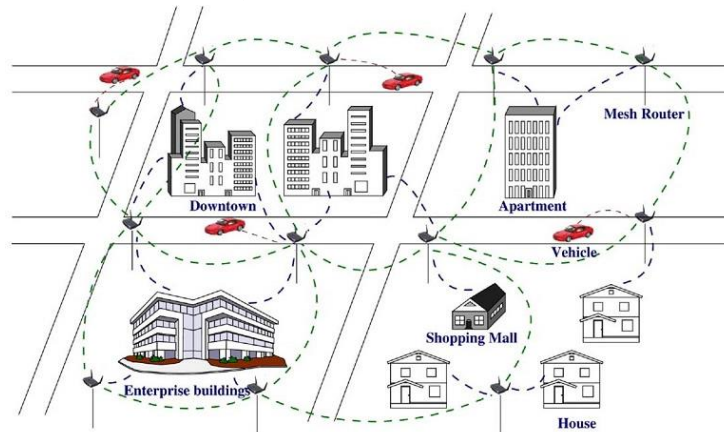 Mesh Router
Downtown
Apartment
Vehicle
Shopping Mall
Enterprise buildings
House